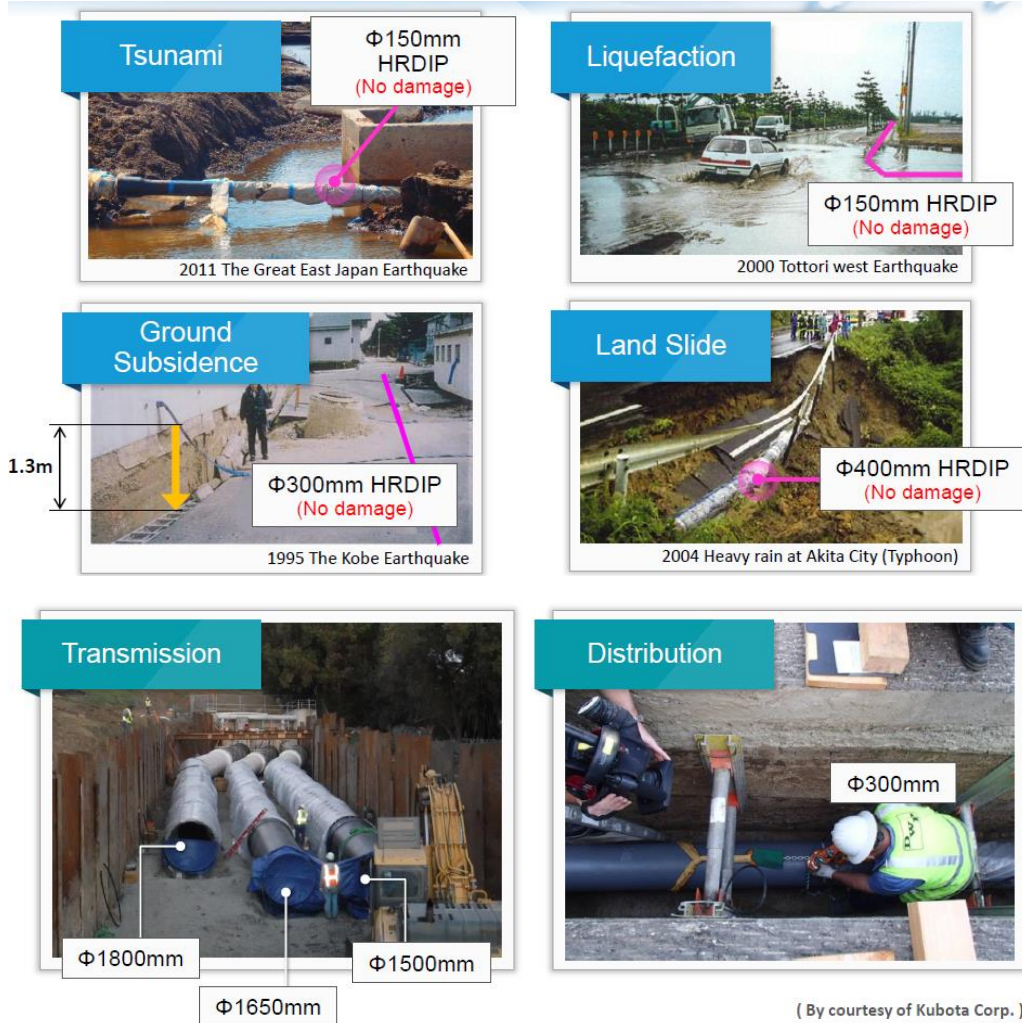 Tsunami
Φ150mm
HRDIP
(No damage)
2011 The Great East Japan Earthquake
Liquefaction
Φ150mm HRDIP
(No damage)
2000 Tottori west Earthquake
Ground
Subsidence
1.3m
Φ300mm HRDIP
(No damage)
1995 The Kobe Earthquake
Land Slide
Φ400mm HRDIP
(No damage)
2004 Heavy rain at Akita City (Typhoon)
Transmission
Φ1800mm
Φ1650mm
Φ1500mm
Distribution
Φ300mm
( By courtesy of Kubota Corp. )